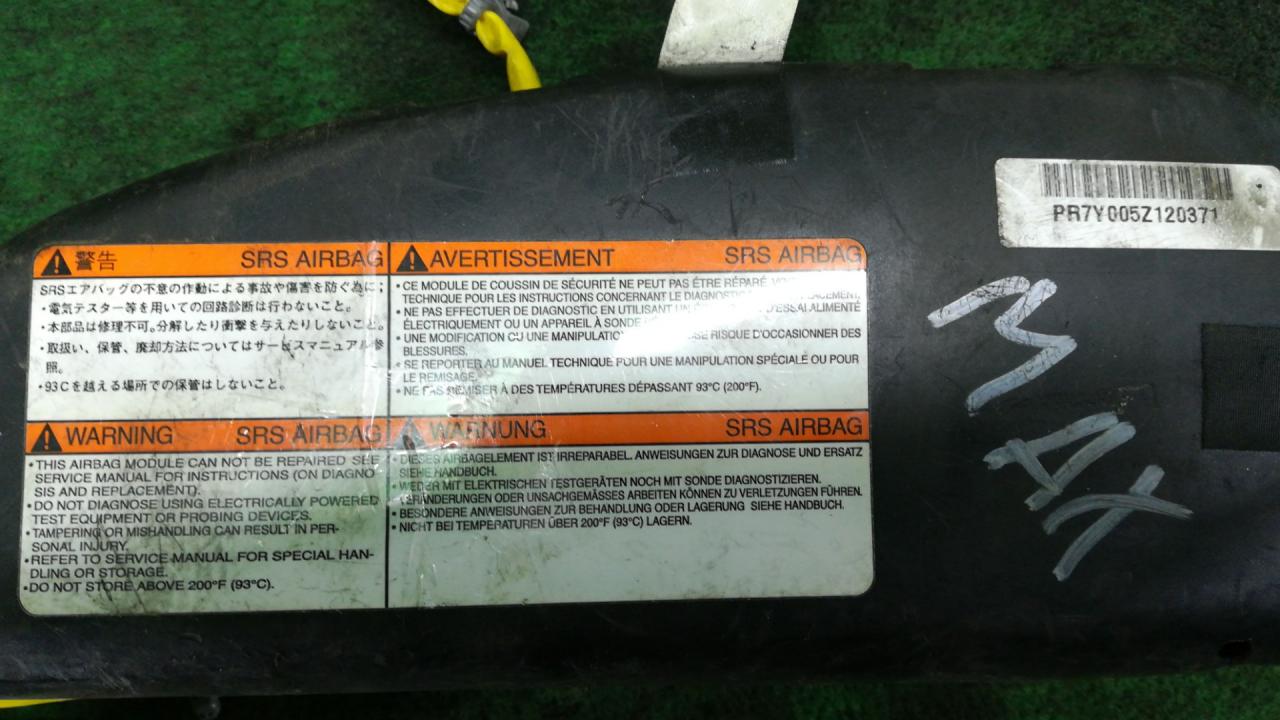 警告 SRS AIRBAG
SRSエアバッグの不意の作動による事故や傷害を防ぐ為に;
・電気テスター等を用いての回路診断は行わないこと。
・本部品は修理不可。分解したり衝撃を与えたりしないこと。
・取扱い、保管、廃却方法についてはサービスマニュアル参
照。
・93Cを越える場所での保管はしないこと。
AVERTISSEMENT SRS AIRBAG
• CE MODULE DE COUSSIN DE SÉCURITÉ NE PEUT PAS ÉTRE RÉPARÉ
TECHNIQUE POUR LES INSTRUCTIONS CONCERNANT LE
• NE PAS EFFECTUER DE DIAGNOSTIC EN UTILISANT UN D'ESSAI ALIMENTÉ
ÉLECTRIQUEMENT OU UN APPAREIL À SONDE
• UNE MODIFICATION OU UNE RISQUE D'OCCASIONNER DES
BLESSURES.
• SE REPORTER AU MANUEL TECHNIQUE POUR UNE MANIPULATION SPÉCIALE OU POUR
LE REMISAGE.
• NE PAS REMISER À DES TEMPÉRATURES DÉPASSANT 93°C (200°F).
WARNING SRS AIRBAG
• THIS AIRBAG MODULE CAN NOT BE REPAIRED SEE
SERVICE MANUAL FOR INSTRUCTIONS (ON DIAGNO-
SIS AND REPLACEMENT).
• DO NOT DIAGNOSE USING ELECTRICALLY POWERED
TEST EQUIPMENT OR PROBING DEVICES.
• TAMPERING OR MISHANDLING CAN RESULT IN PER-
SONAL INJURY.
• REFER TO SERVICE MANUAL FOR SPECIAL HAN-
DLING OR STORAGE.
• DO NOT STORE ABOVE 200°F (93°C).
WARNUNG SRS AIRBAG
• DIESES AIRBAGELEMENT IST IRREPARABEL. ANWEISUNGEN ZUR DIAGNOSE UND ERSATZ
SIEHE HANDBUCH.
• WEDER MIT ELEKTRISCHEN TESTGERÄTEN NOCH MIT SONDE DIAGNOSTIZIEREN.
• VERÄNDERUNGEN ODER UNSACHGEMÄSSES ARBEITEN KÖNNEN ZU VERLETZUNGEN FÜHREN.
• BESONDERE ANWEISUNGEN ZUR BEHANDLUNG ODER LAGERUNG SIEHE HANDBUCH.
• NICHT BEI TEMPERATUREN ÜBER 200°F (93°C) LAGERN.
PR7Y005Z120371
MAX